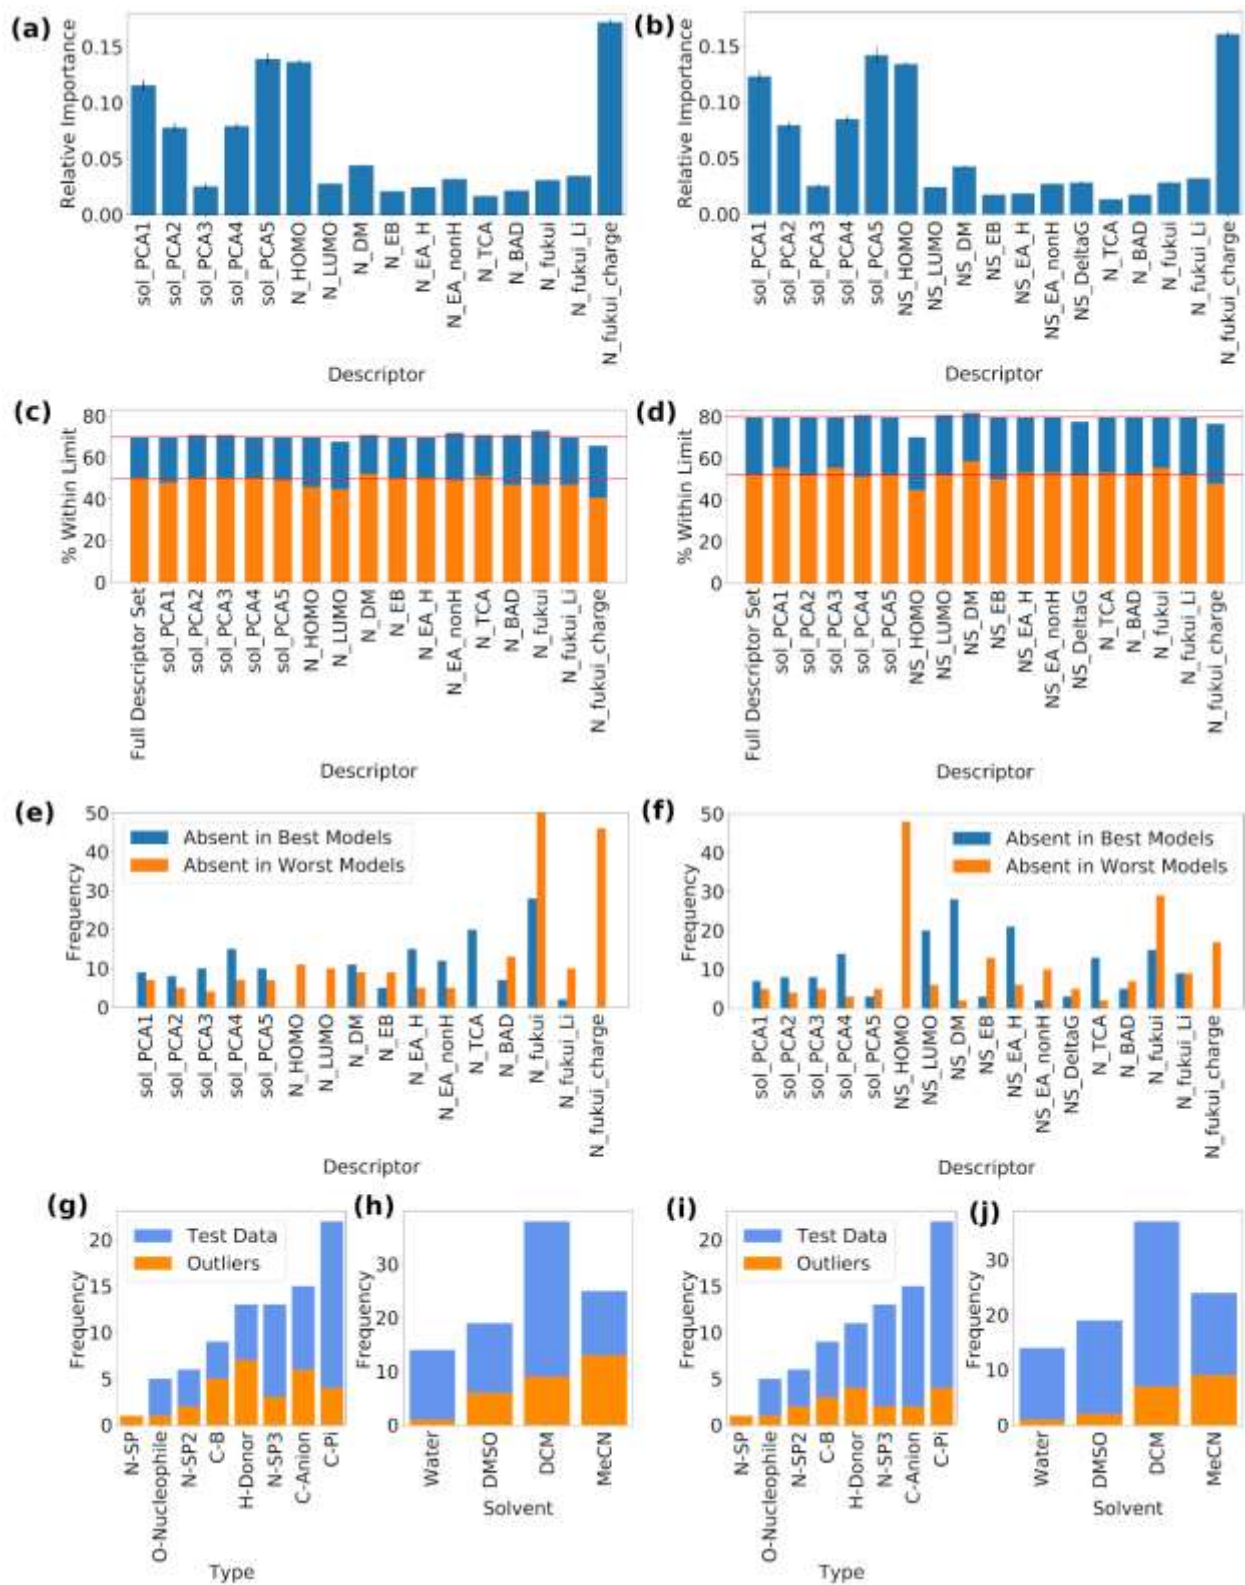 (a)
Relative Importance
0.15
0.10
0.05
0.00
sol_PCA1
sol_PCA2
sol_PCA3
sol_PCA4
sol_PCA5
N_HOMO
N_LUMO
N_DM
N_EB
N_EA_H
N_EA_nonH
N_TCA
N_BAD
N_fukui
N_fukui_Li
N_fukui_charge
Descriptor
(b)
Relative Importance
0.15
0.10
0.05
0.00
sol_PCA1
sol_PCA2
sol_PCA3
sol_PCA4
sol_PCA5
NS_HOMO
NS_LUMO
NS_DM
NS_EB
NS_EA_H
NS_EA_nonH
NS_DeltaG
N_TCA
N_BAD
N_fukui
N_fukui_Li
N_fukui_charge
Descriptor
(c)
% Within Limit
80
60
40
20
0
Full Descriptor Set
sol_PCA1
sol_PCA2
sol_PCA3
sol_PCA4
sol_PCA5
N_HOMO
N_LUMO
N_DM
N_EB
N_EA_H
N_EA_nonH
N_TCA
N_BAD
N_fukui
N_fukui_Li
N_fukui_charge
Descriptor
(d)
% Within Limit
80
60
40
20
0
Full Descriptor Set
sol_PCA1
sol_PCA2
sol_PCA3
sol_PCA4
sol_PCA5
NS_HOMO
NS_LUMO
NS_DM
NS_EB
NS_EA_H
NS_EA_nonH
NS_DeltaG
N_TCA
N_BAD
N_fukui
N_fukui_Li
N_fukui_charge
Descriptor
(e)
Frequency
50
40
30
20
10
0
Absent in Best Models
Absent in Worst Models
sol_PCA1
sol_PCA2
sol_PCA3
sol_PCA4
sol_PCA5
N_HOMO
N_LUMO
N_DM
N_EB
N_EA_H
N_EA_nonH
N_TCA
N_BAD
N_fukui
N_fukui_Li
N_fukui_charge
Descriptor
(f)
Frequency
50
40
30
20
10
0
Absent in Best Models
Absent in Worst Models
sol_PCA1
sol_PCA2
sol_PCA3
sol_PCA4
sol_PCA5
NS_HOMO
NS_LUMO
NS_DM
NS_EB
NS_EA_H
NS_EA_nonH
NS_DeltaG
N_TCA
N_BAD
N_fukui
N_fukui_Li
N_fukui_charge
Descriptor
(g)
Frequency
20
15
10
5
0
Test Data
Outliers
N-SP
O-Nucleophile
N-SP2
C-B
H-Donor
N-SP3
C-Anion
C-Pi
Type
(h)
Frequency
30
20
10
0
Water
DMSO
DCM
MeCN
Solvent
(i)
Frequency
20
15
10
5
0
Test Data
Outliers
N-SP
O-Nucleophile
N-SP2
C-B
H-Donor
N-SP3
C-Anion
C-Pi
Type
(j)
Frequency
30
20
10
0
Water
DMSO
DCM
MeCN
Solvent